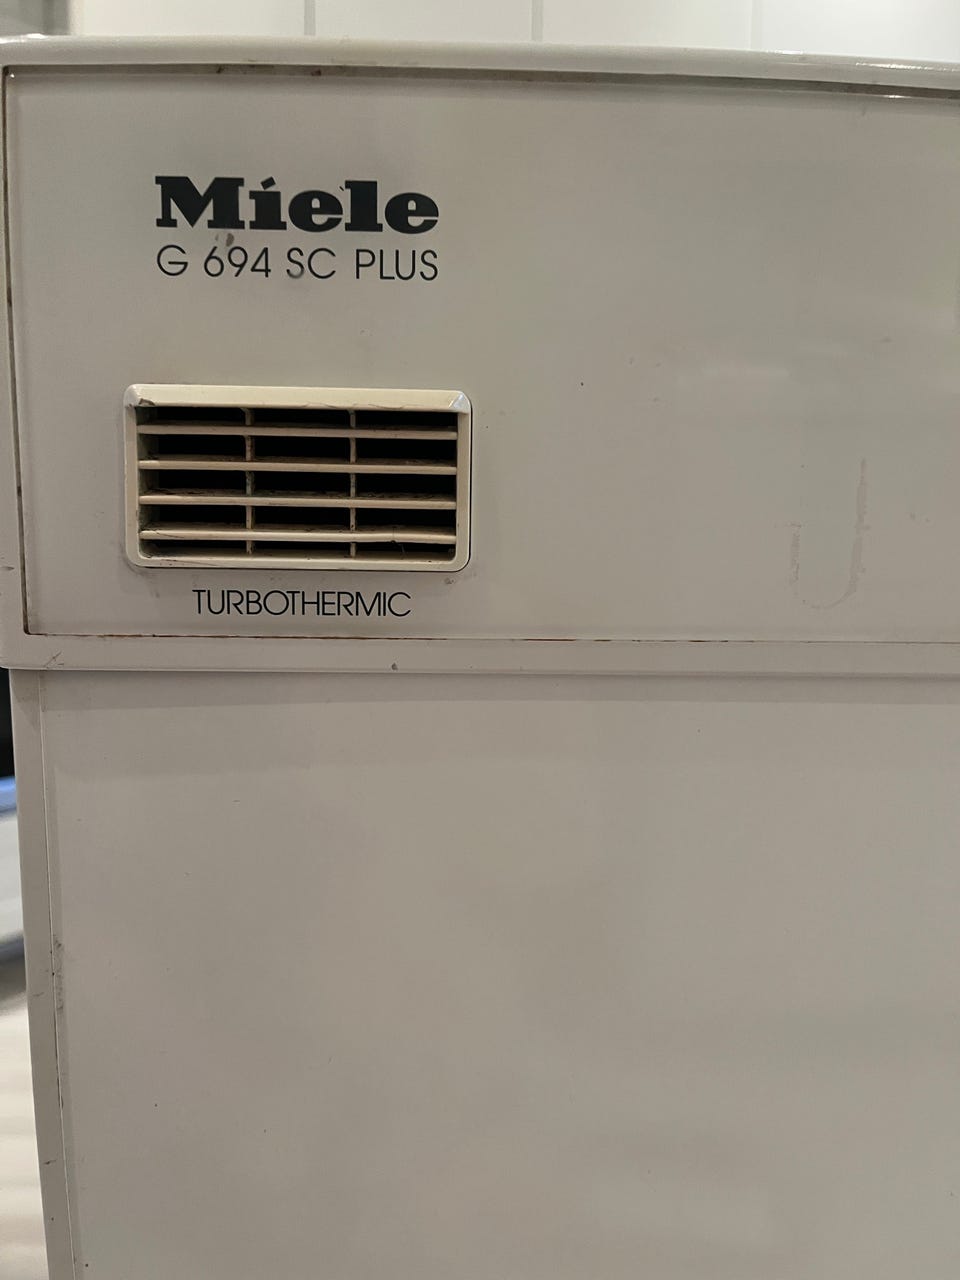 Miele
G 694 SC PLUS
TURBOTHERMIC